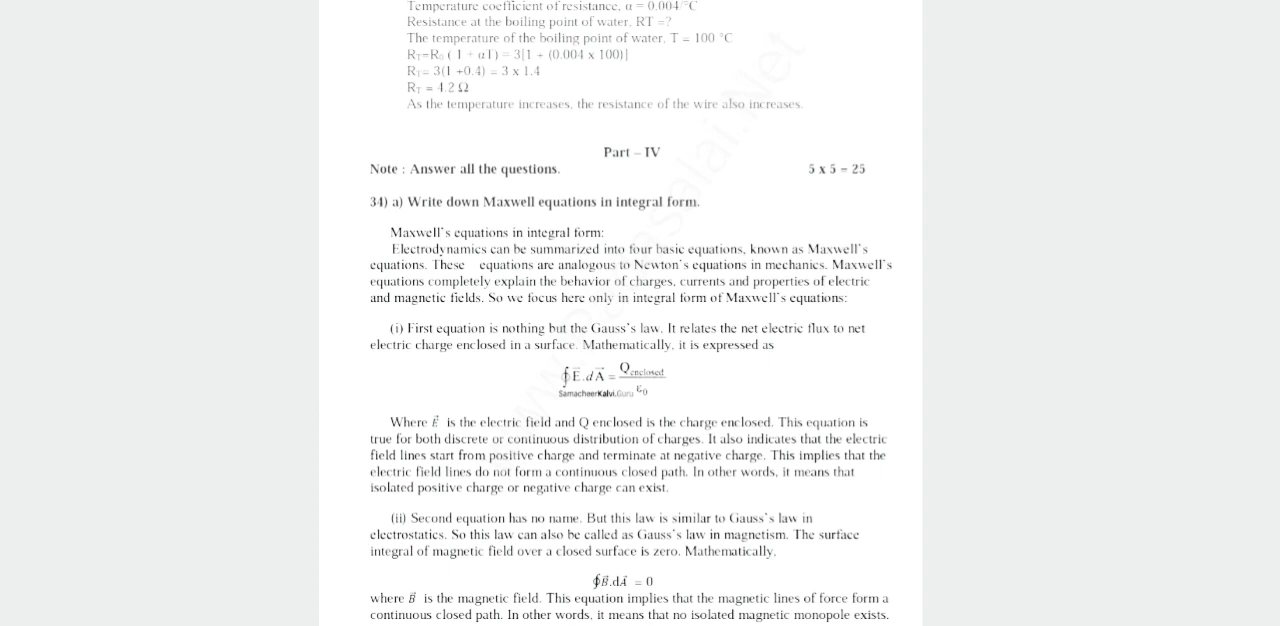 Temperature coefficient of resistance, α = 0.004/°C
Resistance at the boiling point of water, RT =?
The temperature of the boiling point of water, T = 100 °C
R_T=R₀ ( 1 + αT) = 3[1 + (0.004 x 100)]
R_T= 3(1 +0.4) = 3 x 1.4
R_T = 4.2 Ω
As the temperature increases, the resistance of the wire also increases.
Part – IV
Note : Answer all the questions. 5 x 5 = 25
34) a) Write down Maxwell equations in integral form.
Maxwell's equations in integral form:
Electrodynamics can be summarized into four basic equations, known as Maxwell's
equations. These equations are analogous to Newton's equations in mechanics. Maxwell's
equations completely explain the behavior of charges, currents and properties of electric
and magnetic fields. So we focus here only in integral form of Maxwell's equations:
(i) First equation is nothing but the Gauss's law. It relates the net electric flux to net
electric charge enclosed in a surface. Mathematically, it is expressed as
∮E⃗.dA⃗ = Q_enclosed / ε₀
SamacheerKalvi.Guru
Where E⃗ is the electric field and Q enclosed is the charge enclosed. This equation is
true for both discrete or continuous distribution of charges. It also indicates that the electric
field lines start from positive charge and terminate at negative charge. This implies that the
electric field lines do not form a continuous closed path. In other words, it means that
isolated positive charge or negative charge can exist.
(ii) Second equation has no name. But this law is similar to Gauss's law in
electrostatics. So this law can also be called as Gauss's law in magnetism. The surface
integral of magnetic field over a closed surface is zero. Mathematically,
∮B⃗.dA⃗ = 0
where B⃗ is the magnetic field. This equation implies that the magnetic lines of force form a
continuous closed path. In other words, it means that no isolated magnetic monopole exists.